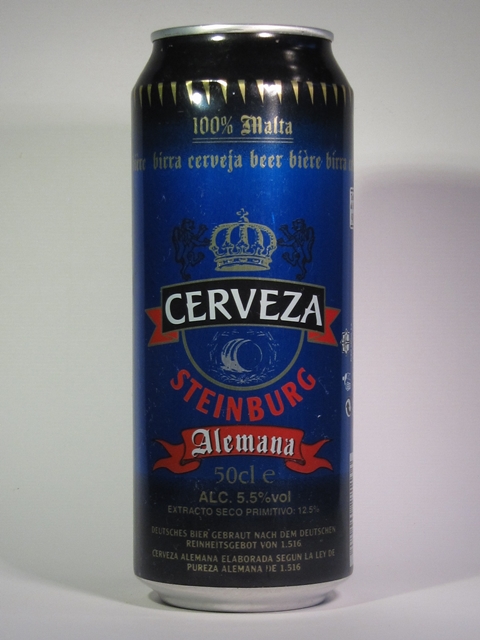 100% Malta
birra cerveja beer bière birra
CERVEZA
STEINBURG
Alemana
50cl e
ALC. 5.5%vol
EXTRACTO SECO PRIMITIVO: 12.5%
DEUTSCHES BIER GEBRAUT NACH DEM DEUTSCHEN
REINHEITSGEBOT VON 1.516
CERVEZA ALEMANA ELABORADA SEGUN LA LEY DE
PUREZA ALEMANA DE 1.516